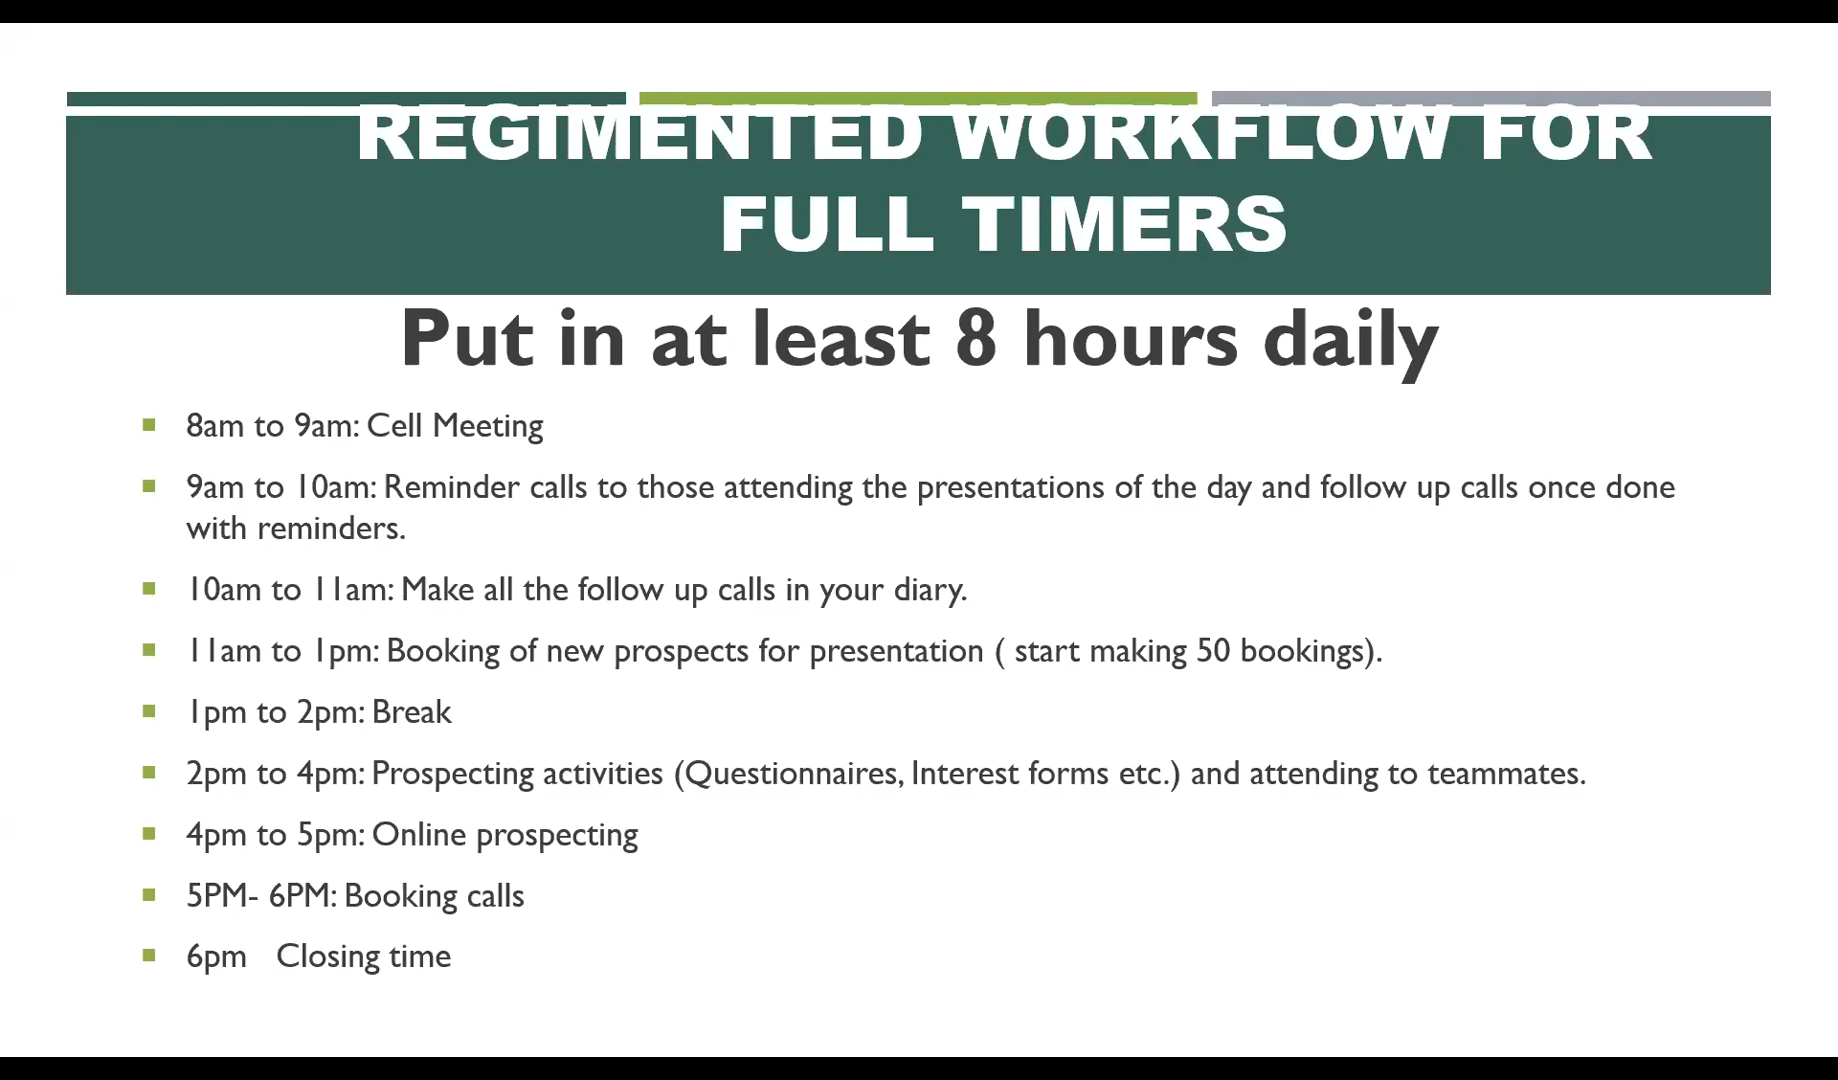 REGIMENTED WORKFLOW FOR
FULL TIMERS
Put in at least 8 hours daily
8am to 9am: Cell Meeting
9am to 10am: Reminder calls to those attending the presentations of the day and follow up calls once done
with reminders.
10am to 11am: Make all the follow up calls in your diary.
11am to 1pm: Booking of new prospects for presentation ( start making 50 bookings).
1pm to 2pm: Break
2pm to 4pm: Prospecting activities (Questionnaires, Interest forms etc.) and attending to teammates.
4pm to 5pm: Online prospecting
5PM- 6PM: Booking calls
6pm   Closing time